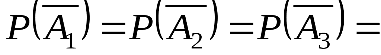 P(A̅₁) = P(A̅₂) = P(A̅₃) =